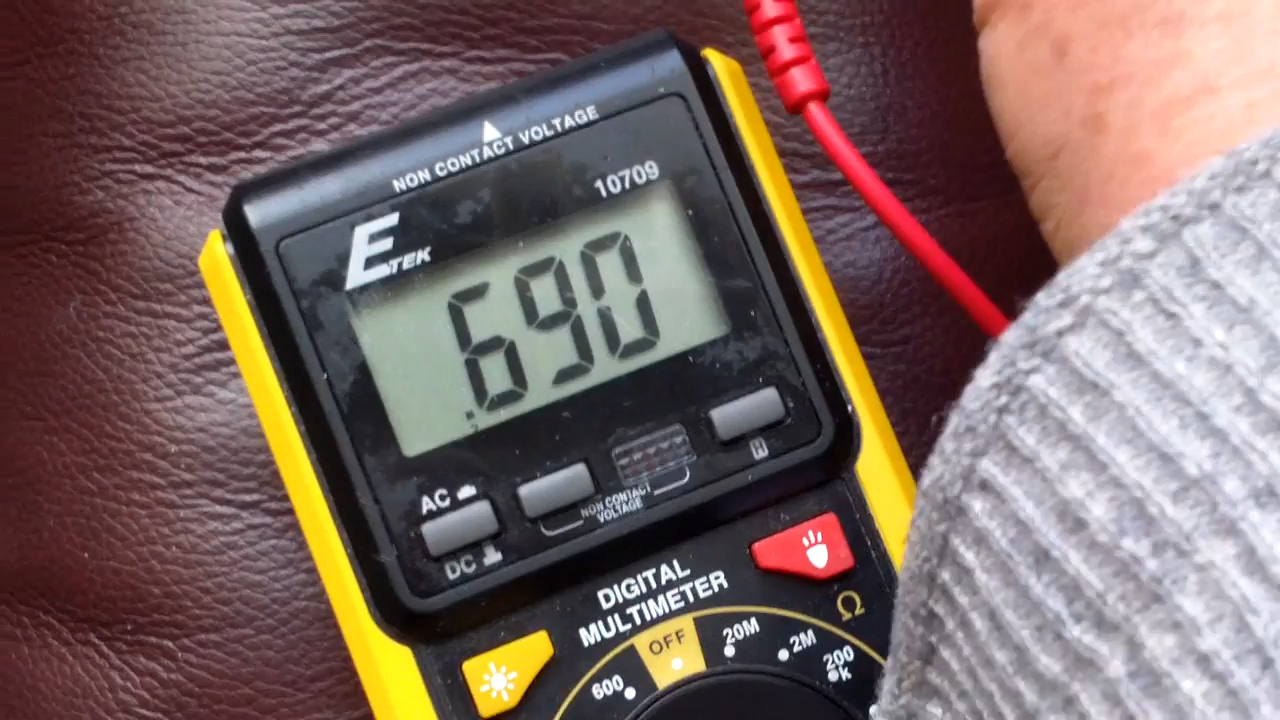 NON CONTACT VOLTAGE
10709
ETEK
.690
AC
NON CONTACT
VOLTAGE
H
DC
DIGITAL
MULTIMETER
Ω
OFF
20M
2M
200
k
600